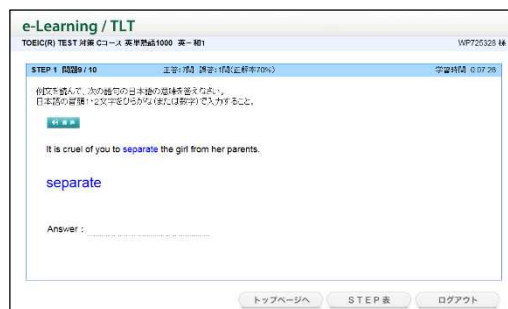 e-Learning / TLT
TOEIC(R) TEST 対策 Cコース 英単熟語1000 英－和1
WP725328 様
STEP 1 問題9 / 10
正答:7問 誤答:1問(正解率70%)
学習時間 0:07:28
例文を読んで、次の語句の日本語の意味を答えなさい。
日本語の冒頭1・2文字をひらがな(または数字)で入力すること。
It is cruel of you to separate the girl from her parents.
separate
Answer :
トップページへ STEP表 ログアウト